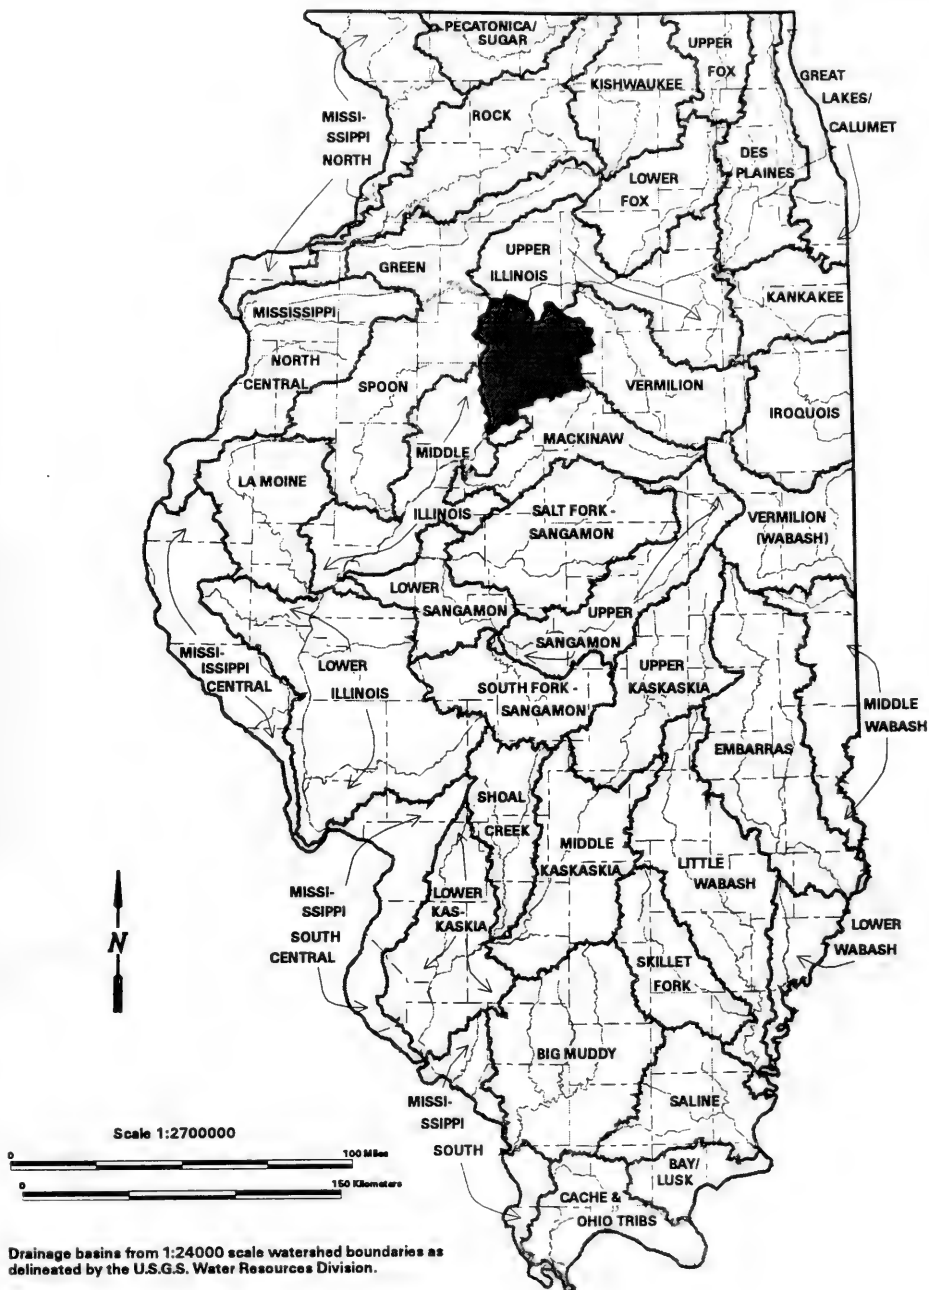 PECATONICA/
SUGAR
UPPER
FOX
KISHWAUKEE
GREAT
LAKES/
CALUMET
ROCK
MISSI-
SSIPPI
NORTH
DES
PLAINES
LOWER
FOX
UPPER
ILLINOIS
GREEN
KANKAKEE
MISSISSIPPI
NORTH
CENTRAL
SPOON
VERMILION
IROQUOIS
MACKINAW
MIDDLE
ILLINOIS
LA MOINE
SALT FORK -
SANGAMON
VERMILION
(WABASH)
LOWER
SANGAMON
UPPER
SANGAMON
MISSI-
ISSIPPI
CENTRAL
LOWER
ILLINOIS
SOUTH FORK -
SANGAMON
UPPER
KASKASKIA
MIDDLE
WABASH
EMBARRAS
SHOAL
CREEK
MIDDLE
KASKASKIA
LITTLE
WABASH
MISSI-
SSIPPI
SOUTH
CENTRAL
LOWER
KAS-
KASKIA
LOWER
WABASH
N
SKILLET
FORK
BIG MUDDY
SALINE
MISSI-
SSIPPI
SOUTH
BAY/
LUSK
CACHE &
OHIO TRIBS
Scale 1:2700000
0 100 Miles
0 150 Kilometers
Drainage basins from 1:24000 scale watershed boundaries as
delineated by the U.S.G.S. Water Resources Division.